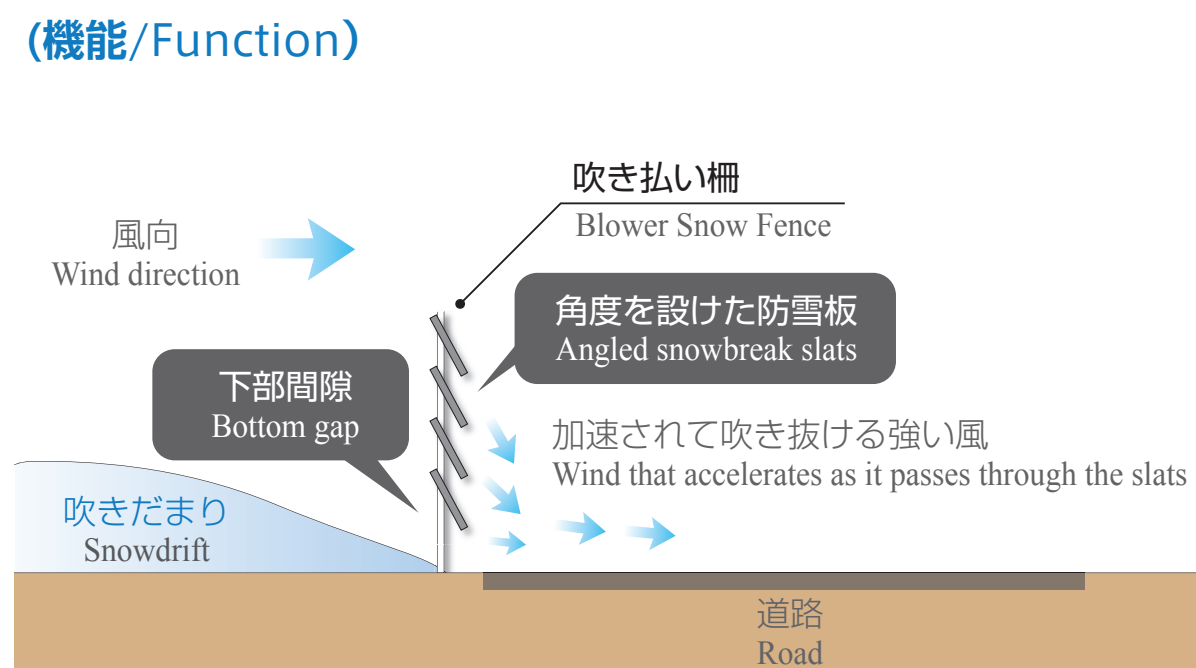 (機能/Function)
吹き払い柵
Blower Snow Fence
風向
Wind direction
角度を設けた防雪板
Angled snowbreak slats
下部間隙
Bottom gap
加速されて吹き抜ける強い風
Wind that accelerates as it passes through the slats
吹きだまり
Snowdrift
道路
Road